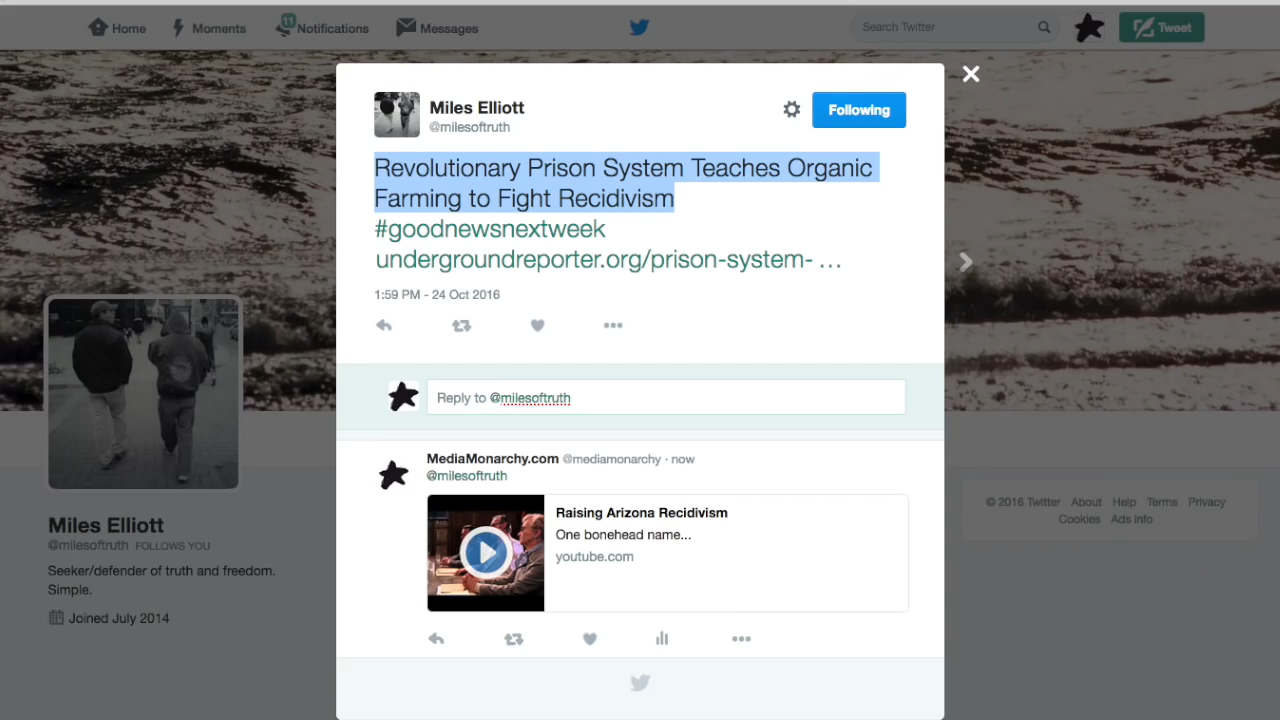 Home
Moments
11
Notifications
Messages
Search Twitter
Tweet
Miles Elliott
@milesoftruth
Following
Revolutionary Prison System Teaches Organic
Farming to Fight Recidivism
#goodnewsnextweek
undergroundreporter.org/prison-system- …
1:59 PM - 24 Oct 2016
Reply to @milesoftruth
MediaMonarchy.com @mediamonarchy · now
@milesoftruth
Raising Arizona Recidivism
One bonehead name...
youtube.com
Miles Elliott
@milesoftruth FOLLOWS YOU
Seeker/defender of truth and freedom.
Simple.
Joined July 2014
© 2016 Twitter About Help Terms Privacy
Cookies Ads info